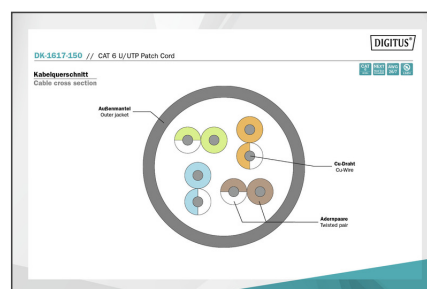 DIGITUS®
DK-1617-150 // CAT 6 U/UTP Patch Cord
Kabelquerschnitt
Cable cross section
Außenmantel
Outer jacket
Cu-Draht
Cu-Wire
Adernpaare
Twisted pair